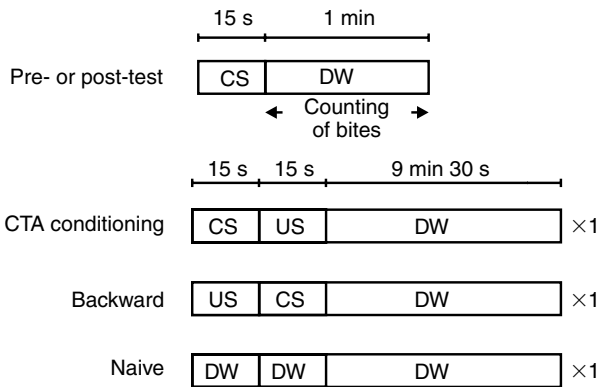 15 s 1 min
Pre- or post-test CS DW
Counting
of bites
15 s 15 s 9 min 30 s
CTA conditioning CS US DW ×1
Backward US CS DW ×1
Naive DW DW DW ×1